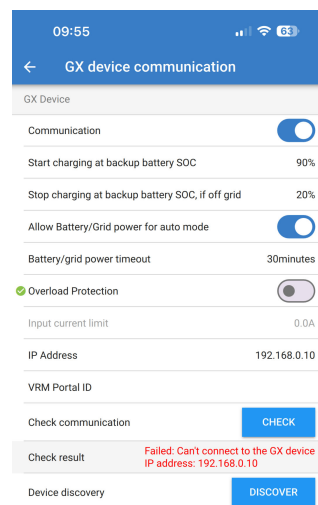 09:55
63
GX device communication
GX Device
Communication
Start charging at backup battery SOC 90%
Stop charging at backup battery SOC, if off grid 20%
Allow Battery/Grid power for auto mode
Battery/grid power timeout 30minutes
Overload Protection
Input current limit 0.0A
IP Address 192.168.0.10
VRM Portal ID
Check communication CHECK
Check result Failed: Can't connect to the GX device
IP address: 192.168.0.10
Device discovery DISCOVER